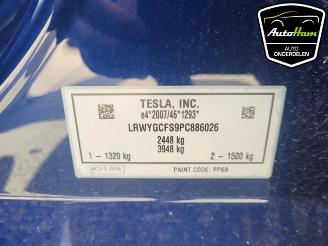 AutoHam
AUTO-ONDERDELEN
TESLA, INC.
e4*2007/46*1293*
LRWYGCFS9PC886026
2448 kg
3948 kg
1 - 1320 kg 2 - 1500 kg
PAINT CODE: PPSB